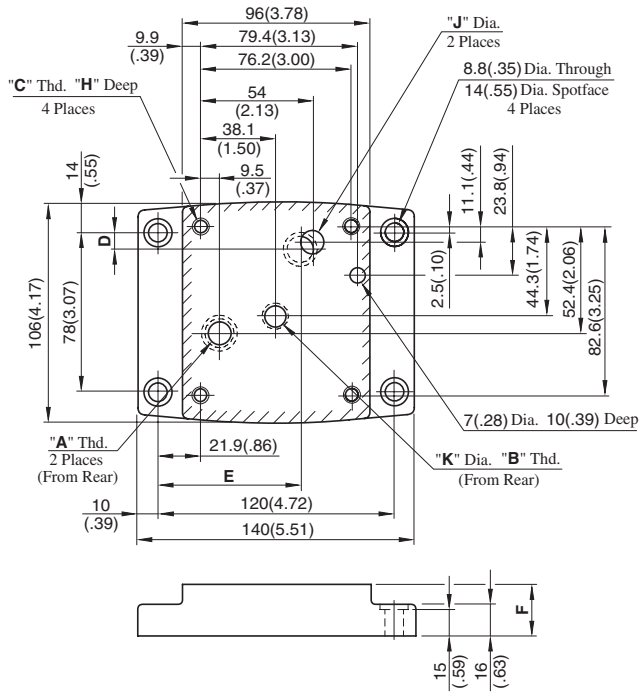 96(3.78)
9.9
(.39)
79.4(3.13)
76.2(3.00)
"J" Dia.
2 Places
"C" Thd. "H" Deep
4 Places
54
(2.13)
8.8(.35) Dia. Through
14(.55) Dia. Spotface
4 Places
38.1
(1.50)
14
(.55)
9.5
(.37)
11.1(.44)
23.8(.94)
D
106(4.17)
78(3.07)
2.5(.10)
44.3(1.74)
52.4(2.06)
82.6(3.25)
7(.28) Dia. 10(.39) Deep
"A" Thd.
2 Places
(From Rear)
21.9(.86)
"K" Dia. "B" Thd.
(From Rear)
E
10
(.39)
120(4.72)
140(5.51)
F
15
(.59)
16
(.63)